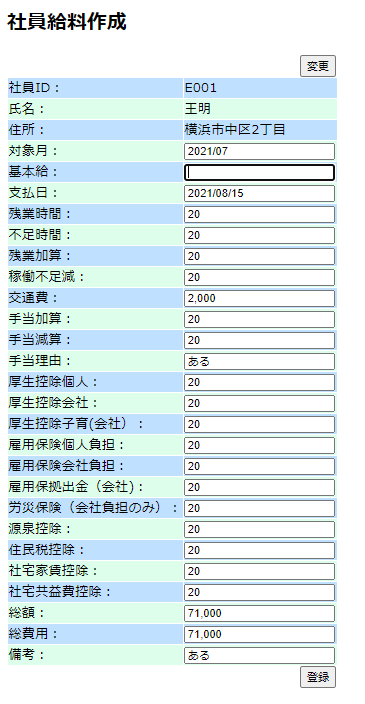 社員給料作成
変更
社員ID： E001
氏名： 王明
住所： 横浜市中区2丁目
対象月： 2021/07
基本給：
支払日： 2021/08/15
残業時間： 20
不足時間： 20
残業加算： 20
稼働不足減： 20
交通費： 2,000
手当加算： 20
手当減算： 20
手当理由： ある
厚生控除個人： 20
厚生控除会社： 20
厚生控除子育(会社）： 20
雇用保険個人負担： 20
雇用保険会社負担： 20
雇用保拠出金（会社)： 20
労災保険（会社負担のみ）： 20
源泉控除： 20
住民税控除： 20
社宅家賃控除： 20
社宅共益費控除： 20
総額： 71,000
総費用： 71,000
備考： ある
登録